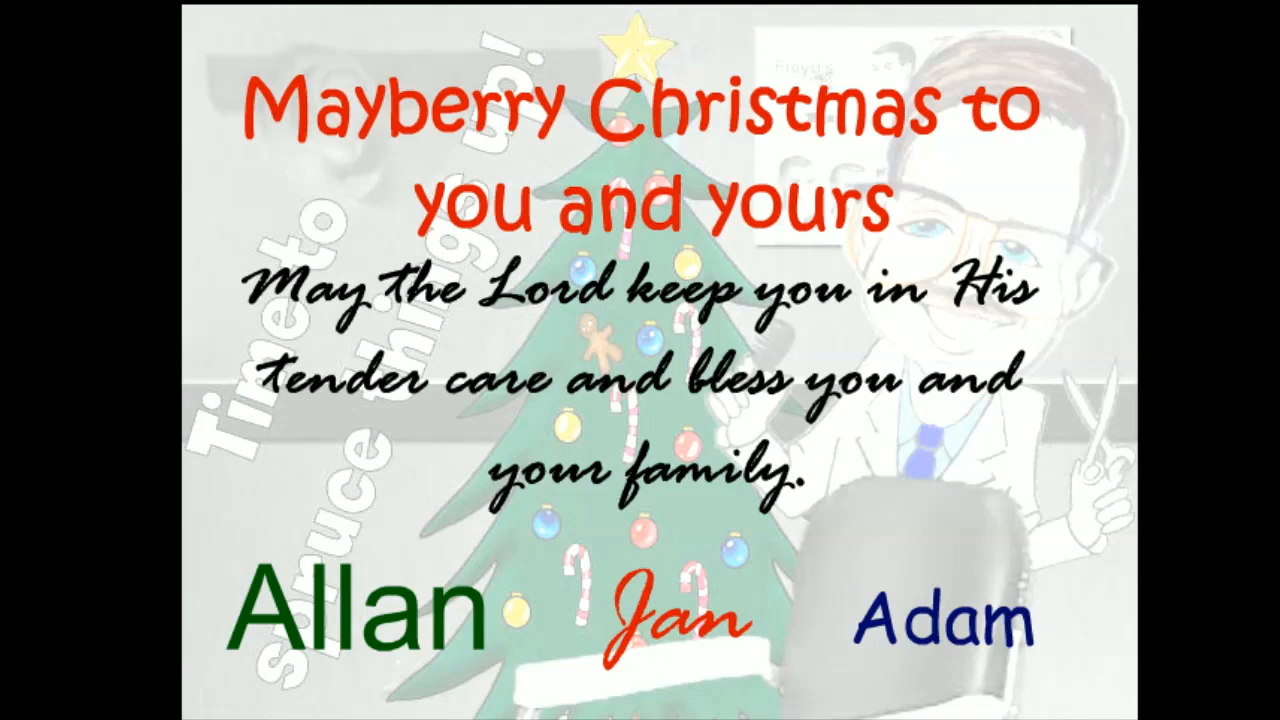 Mayberry Christmas to
you and yours
May the Lord keep you in His
tender care and bless you and
your family.
Allan Jan Adam
Time to
spruce things up!
Floyd's